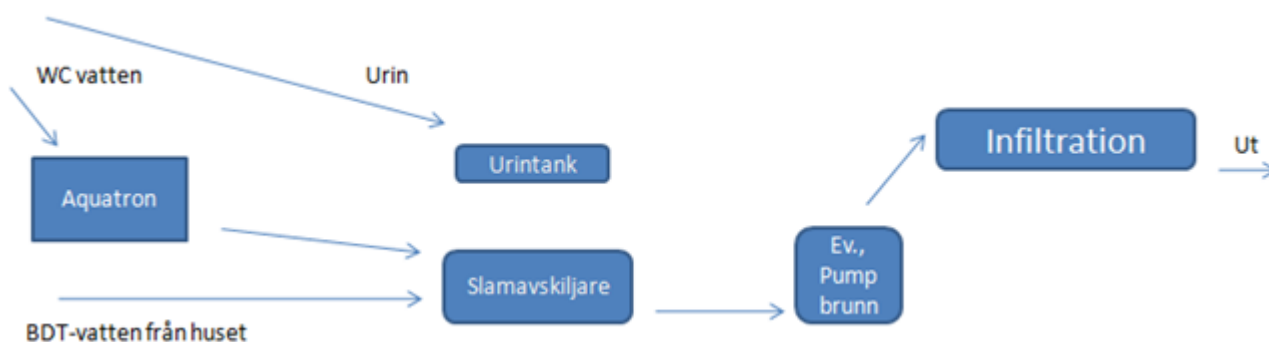 WC vatten
Urin
Aquatron
Urintank
Slamavskiljare
BDT-vatten från huset
Ev.,
Pump
brunn
Infiltration
Ut